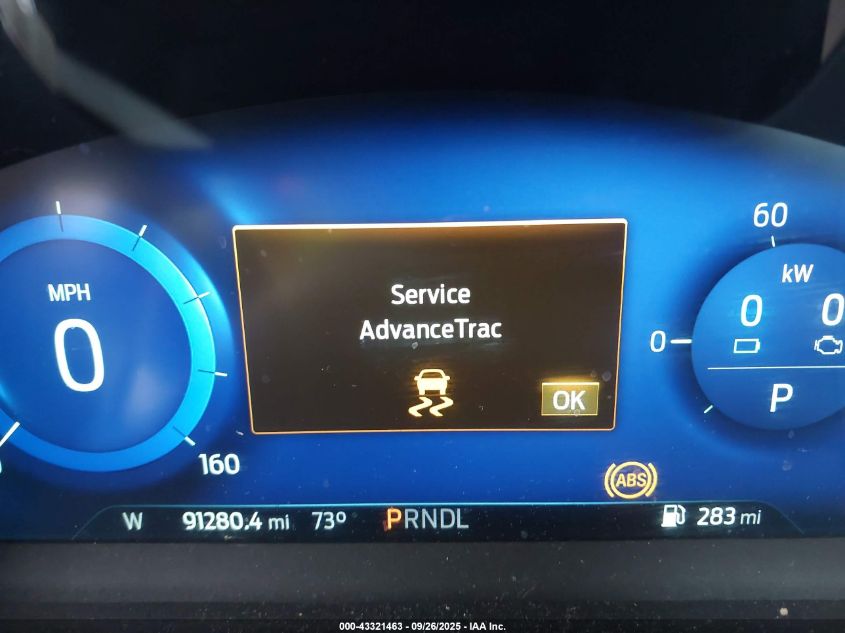 60
MPH
0
kW
0 0
Service
AdvanceTrac
0
P
OK
160
ABS
W 91280.4 mi 73º PRNDL 283 mi
000-43321463 - 09/26/2025 - IAA Inc.